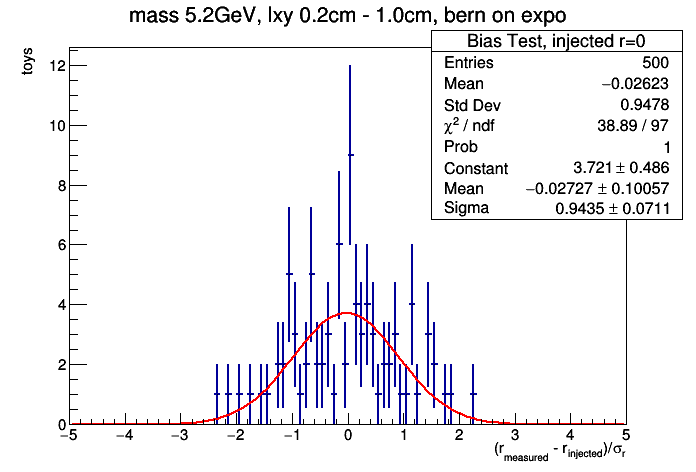 mass 5.2GeV, lxy 0.2cm - 1.0cm, bern on expo
toys
Bias Test, injected r=0
Entries 500
Mean −0.02623
Std Dev 0.9478
χ² / ndf 38.89 / 97
Prob 1
Constant 3.721 ± 0.486
Mean −0.02727 ± 0.10057
Sigma 0.9435 ± 0.0711
12
10
8
6
4
2
0
−5 −4 −3 −2 −1 0 1 2 3 4 5
(r_measured - r_injected)/σ_r